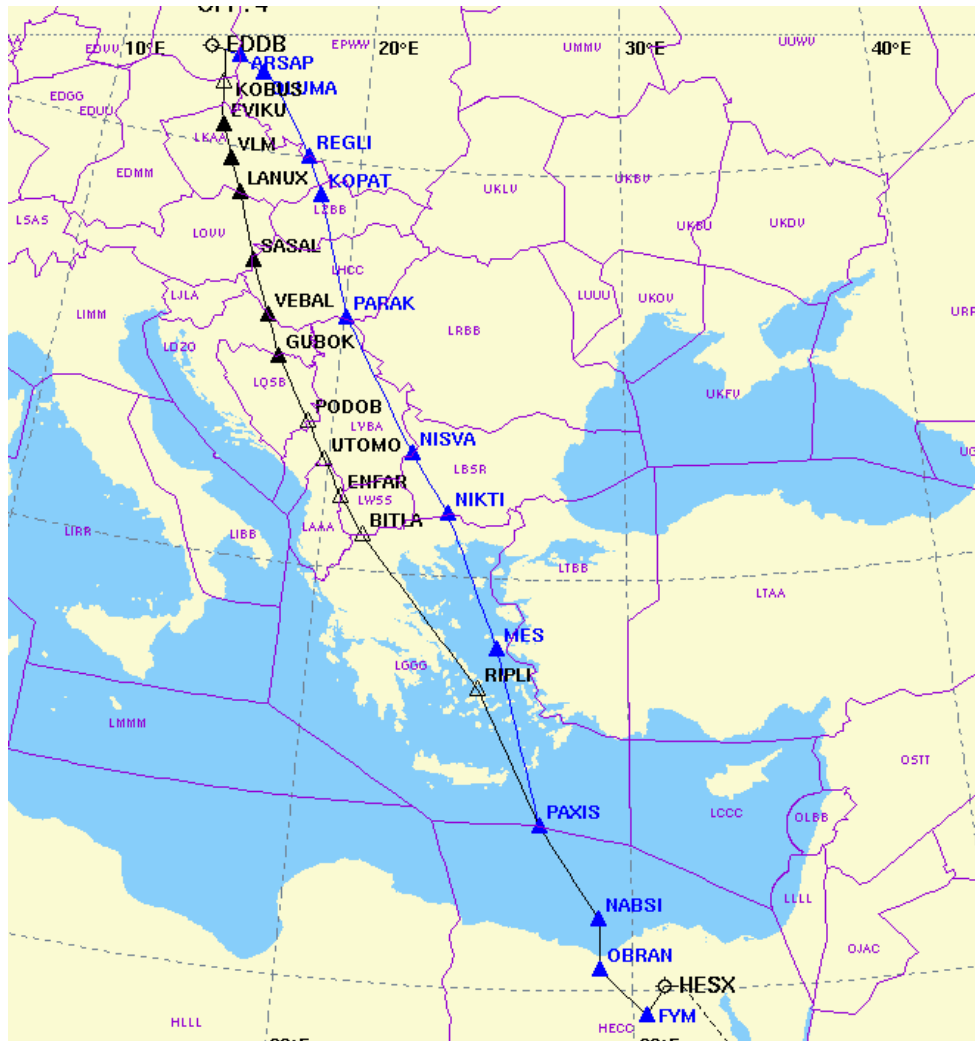 10°E
EDDB
EPWW
20°E
UMMV
30°E
UUWV
40°E
EDVV
ARSAP
OLUMA
KOBUS
EDGG
EDUU
EVIKU
LKAA
VLM
REGLI
EDMM
LANUX
KOPAT
UKLV
UKBV
LZBB
LSAS
LOVV
UKBU
UKDV
SASAL
LHCC
LJLA
LUUU
UKOV
LIMM
VEBAL
PARAK
LRBB
URR
LDZO
GUBOK
LQSB
UKFV
PODOB
LYBA
UTOMO
NISVA
LBSR
UG
ENFAR
LWSS
NIKTI
LIRR
LIBB
LAAA
BITLA
LTBB
LTAA
MES
LGGG
RIPLI
LMMM
OSTT
PAXIS
LCCC
OLBB
NABSI
LLLL
OBRAN
OJAC
HESX
FYM
HLLL
HECC